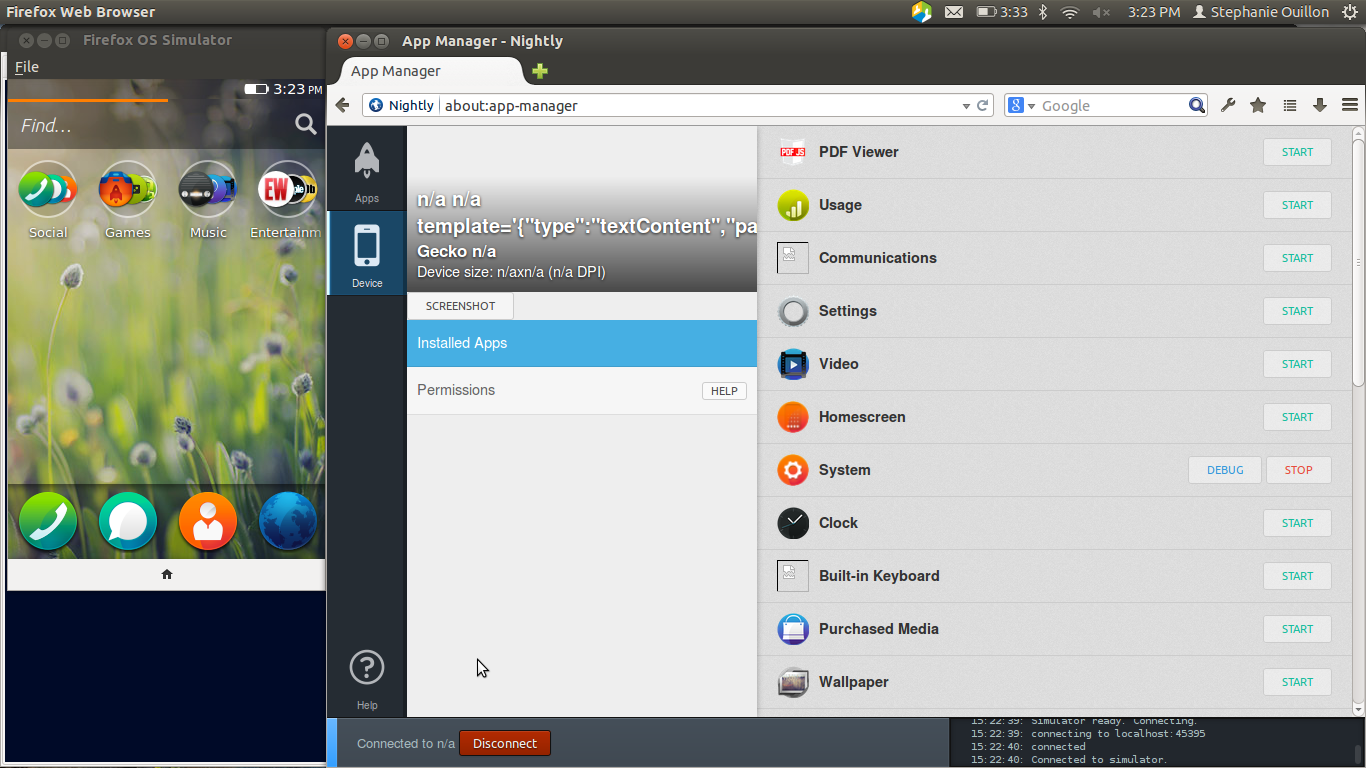 Firefox Web Browser
3:33
3:23 PM
Stephanie Ouillon
Firefox OS Simulator
File
3:23 PM
Find...
EW
Social
Games
Music
Entertainm
App Manager - Nightly
App Manager
Nightly
about:app-manager
Google
Apps
Device
Help
n/a n/a
template='{"type":"textContent","pa
Gecko n/a
Device size: n/axn/a (n/a DPI)
SCREENSHOT
Installed Apps
Permissions
HELP
PDF JS
PDF Viewer
START
Usage
START
Communications
START
Settings
START
Video
START
Homescreen
START
System
DEBUG
STOP
Clock
START
Built-in Keyboard
START
Purchased Media
START
Wallpaper
START
Connected to n/a
Disconnect
15:22:39: Simulator ready. Connecting.
15:22:39: connecting to localhost:45395
15:22:40: connected
15:22:40: Connected to simulator.